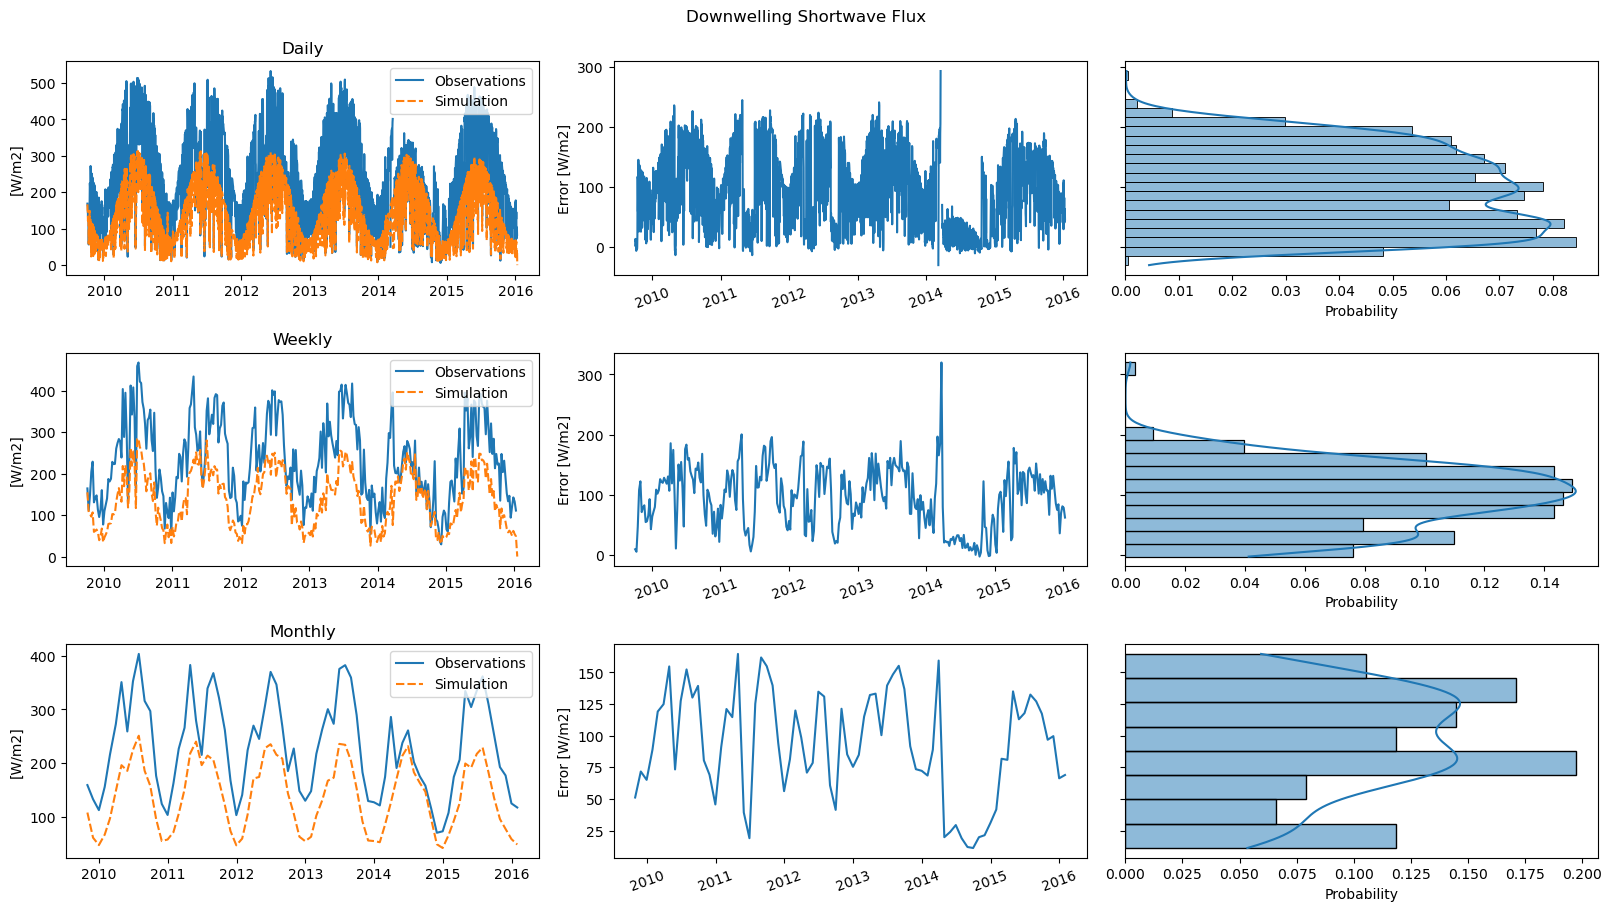 Downwelling Shortwave Flux
Daily
[W/m2]
500
400
300
200
100
0
Observations
Simulation
2010 2011 2012 2013 2014 2015 2016
Error [W/m2]
300
200
100
0
2010 2011 2012 2013 2014 2015 2016
0.00 0.01 0.02 0.03 0.04 0.05 0.06 0.07 0.08
Probability
Weekly
[W/m2]
400
300
200
100
0
Observations
Simulation
2010 2011 2012 2013 2014 2015 2016
Error [W/m2]
300
200
100
0
2010 2011 2012 2013 2014 2015 2016
0.00 0.02 0.04 0.06 0.08 0.10 0.12 0.14
Probability
Monthly
[W/m2]
400
300
200
100
Observations
Simulation
2010 2011 2012 2013 2014 2015 2016
Error [W/m2]
150
125
100
75
50
25
2010 2011 2012 2013 2014 2015 2016
0.000 0.025 0.050 0.075 0.100 0.125 0.150 0.175 0.200
Probability